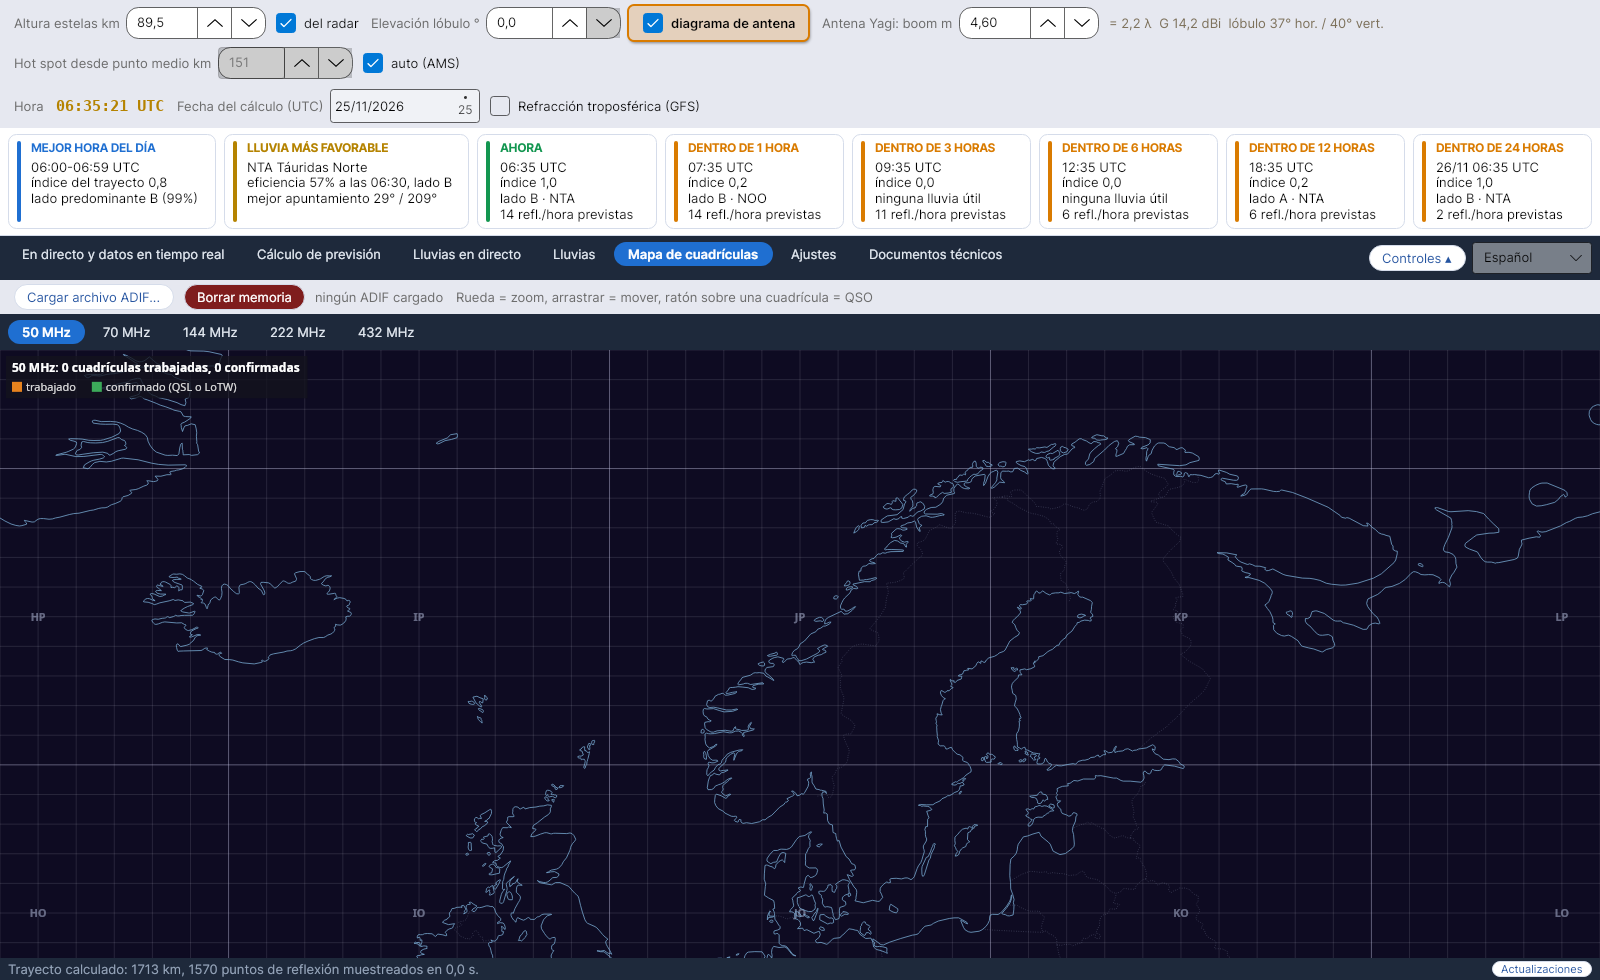 Altura estelas km 89,5 del radar Elevación lóbulo ° 0,0 diagrama de antena Antena Yagi: boom m 4,60 = 2,2 λ G 14,2 dBi lóbulo 37° hor. / 40° vert.
Hot spot desde punto medio km 151 auto (AMS)
Hora 06:35:21 UTC Fecha del cálculo (UTC) 25/11/2026 25 Refracción troposférica (GFS)
MEJOR HORA DEL DÍA
06:00-06:59 UTC
índice del trayecto 0,8
lado predominante B (99%)
LLUVIA MÁS FAVORABLE
NTA Táuridas Norte
eficiencia 57% a las 06:30, lado B
mejor apuntamiento 29° / 209°
AHORA
06:35 UTC
índice 1,0
lado B · NTA
14 refl./hora previstas
DENTRO DE 1 HORA
07:35 UTC
índice 0,2
lado B · NOO
14 refl./hora previstas
DENTRO DE 3 HORAS
09:35 UTC
índice 0,0
ninguna lluvia útil
11 refl./hora previstas
DENTRO DE 6 HORAS
12:35 UTC
índice 0,0
ninguna lluvia útil
6 refl./hora previstas
DENTRO DE 12 HORAS
18:35 UTC
índice 0,2
lado A · NTA
6 refl./hora previstas
DENTRO DE 24 HORAS
26/11 06:35 UTC
índice 1,0
lado B · NTA
2 refl./hora previstas
En directo y datos en tiempo real Cálculo de previsión Lluvias en directo Lluvias Mapa de cuadrículas Ajustes Documentos técnicos Controles ▴ Español
Cargar archivo ADIF... Borrar memoria ningún ADIF cargado Rueda = zoom, arrastrar = mover, ratón sobre una cuadrícula = QSO
50 MHz 70 MHz 144 MHz 222 MHz 432 MHz
50 MHz: 0 cuadrículas trabajadas, 0 confirmadas
trabajado confirmado (QSL o LoTW)
HP IP JP KP LP
HO IO JO KO LO
Trayecto calculado: 1713 km, 1570 puntos de reflexión muestreados en 0,0 s. Actualizaciones